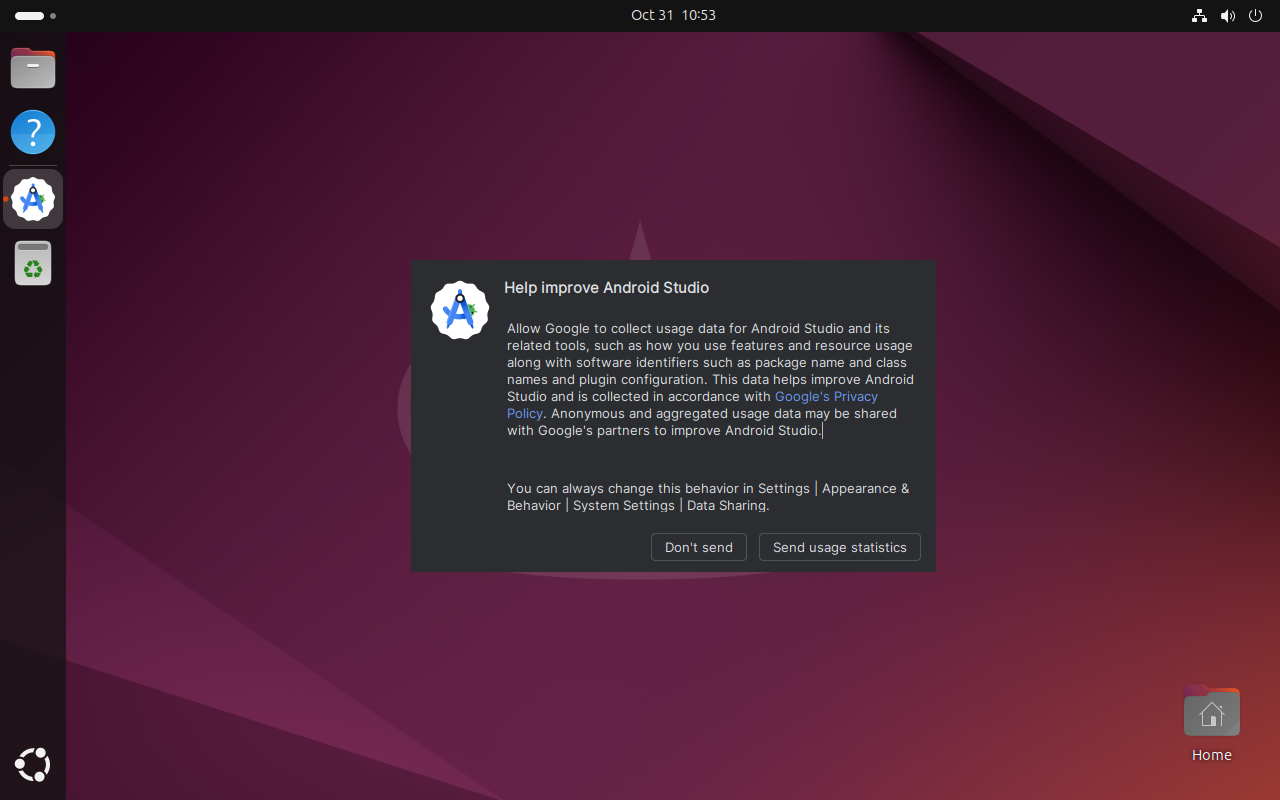 Oct 31 10:53
Help improve Android Studio
Allow Google to collect usage data for Android Studio and its
related tools, such as how you use features and resource usage
along with software identifiers such as package name and class
names and plugin configuration. This data helps improve Android
Studio and is collected in accordance with Google's Privacy
Policy. Anonymous and aggregated usage data may be shared
with Google's partners to improve Android Studio.
You can always change this behavior in Settings | Appearance &
Behavior | System Settings | Data Sharing.
Don't send
Send usage statistics
Home